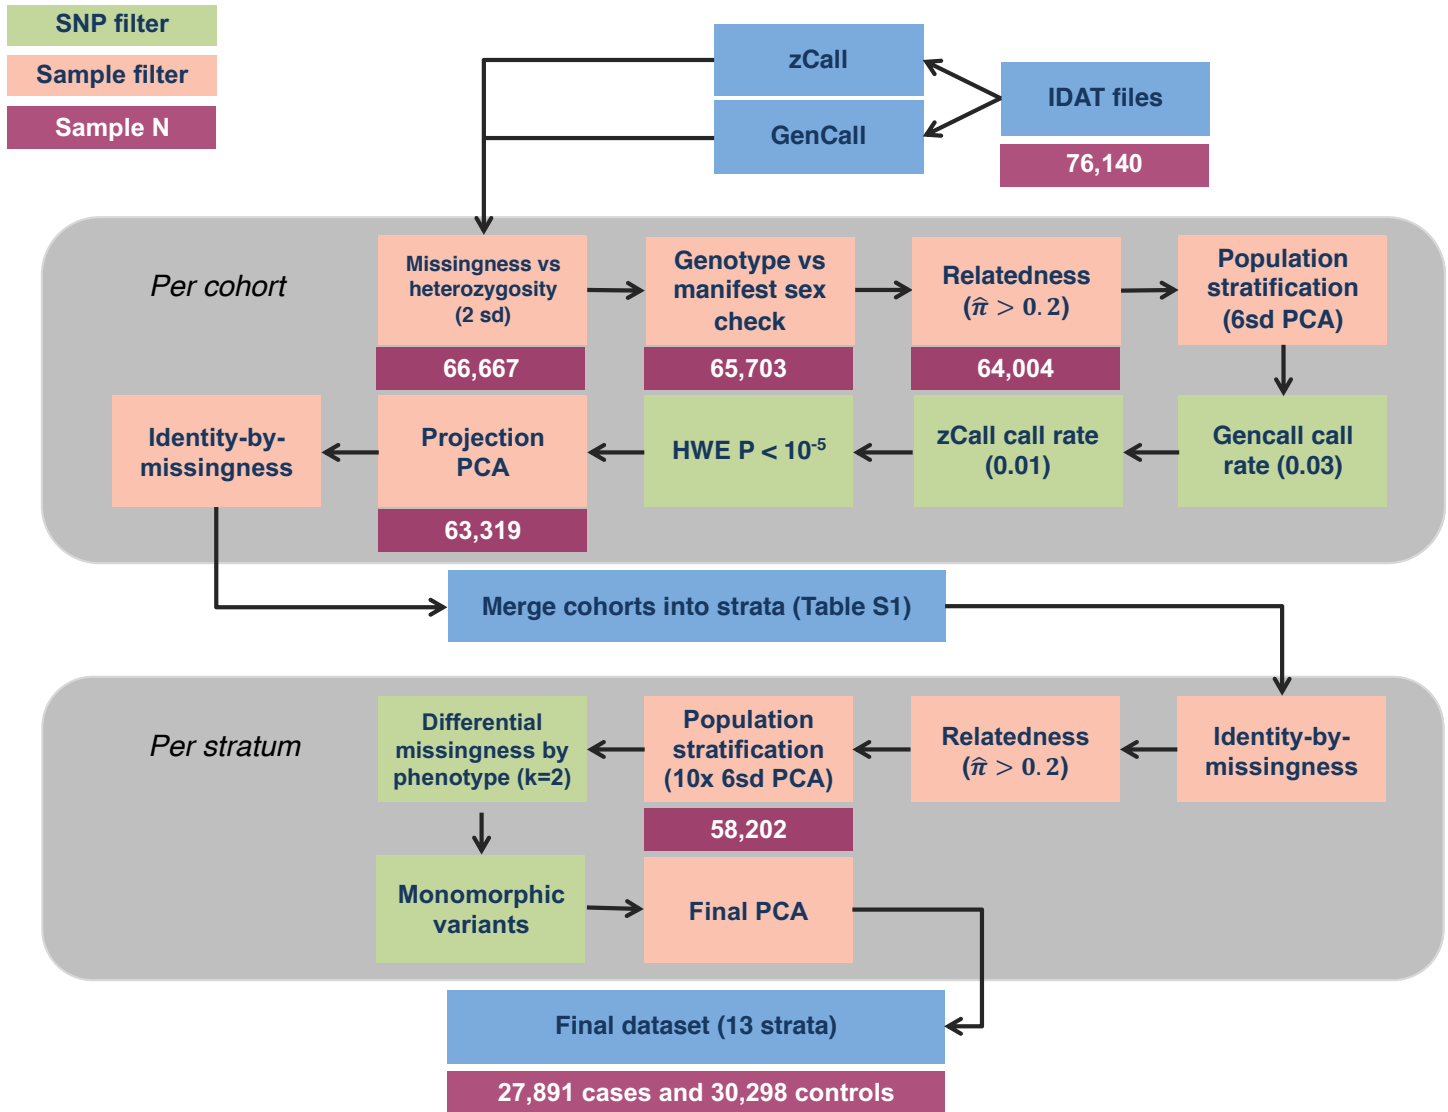 SNP filter
Sample filter
Sample N
zCall
GenCall
IDAT files
76,140
Per cohort
Missingness vs
heterozygosity
(2 sd)
66,667
Genotype vs
manifest sex
check
65,703
Relatedness
(π̂ > 0.2)
64,004
Population
stratification
(6sd PCA)
Gencall call
rate (0.03)
zCall call rate
(0.01)
HWE P < 10⁻⁵
Projection
PCA
63,319
Identity-by-
missingness
Merge cohorts into strata (Table S1)
Per stratum
Identity-by-
missingness
Relatedness
(π̂ > 0.2)
Population
stratification
(10x 6sd PCA)
58,202
Differential
missingness by
phenotype (k=2)
Monomorphic
variants
Final PCA
Final dataset (13 strata)
27,891 cases and 30,298 controls